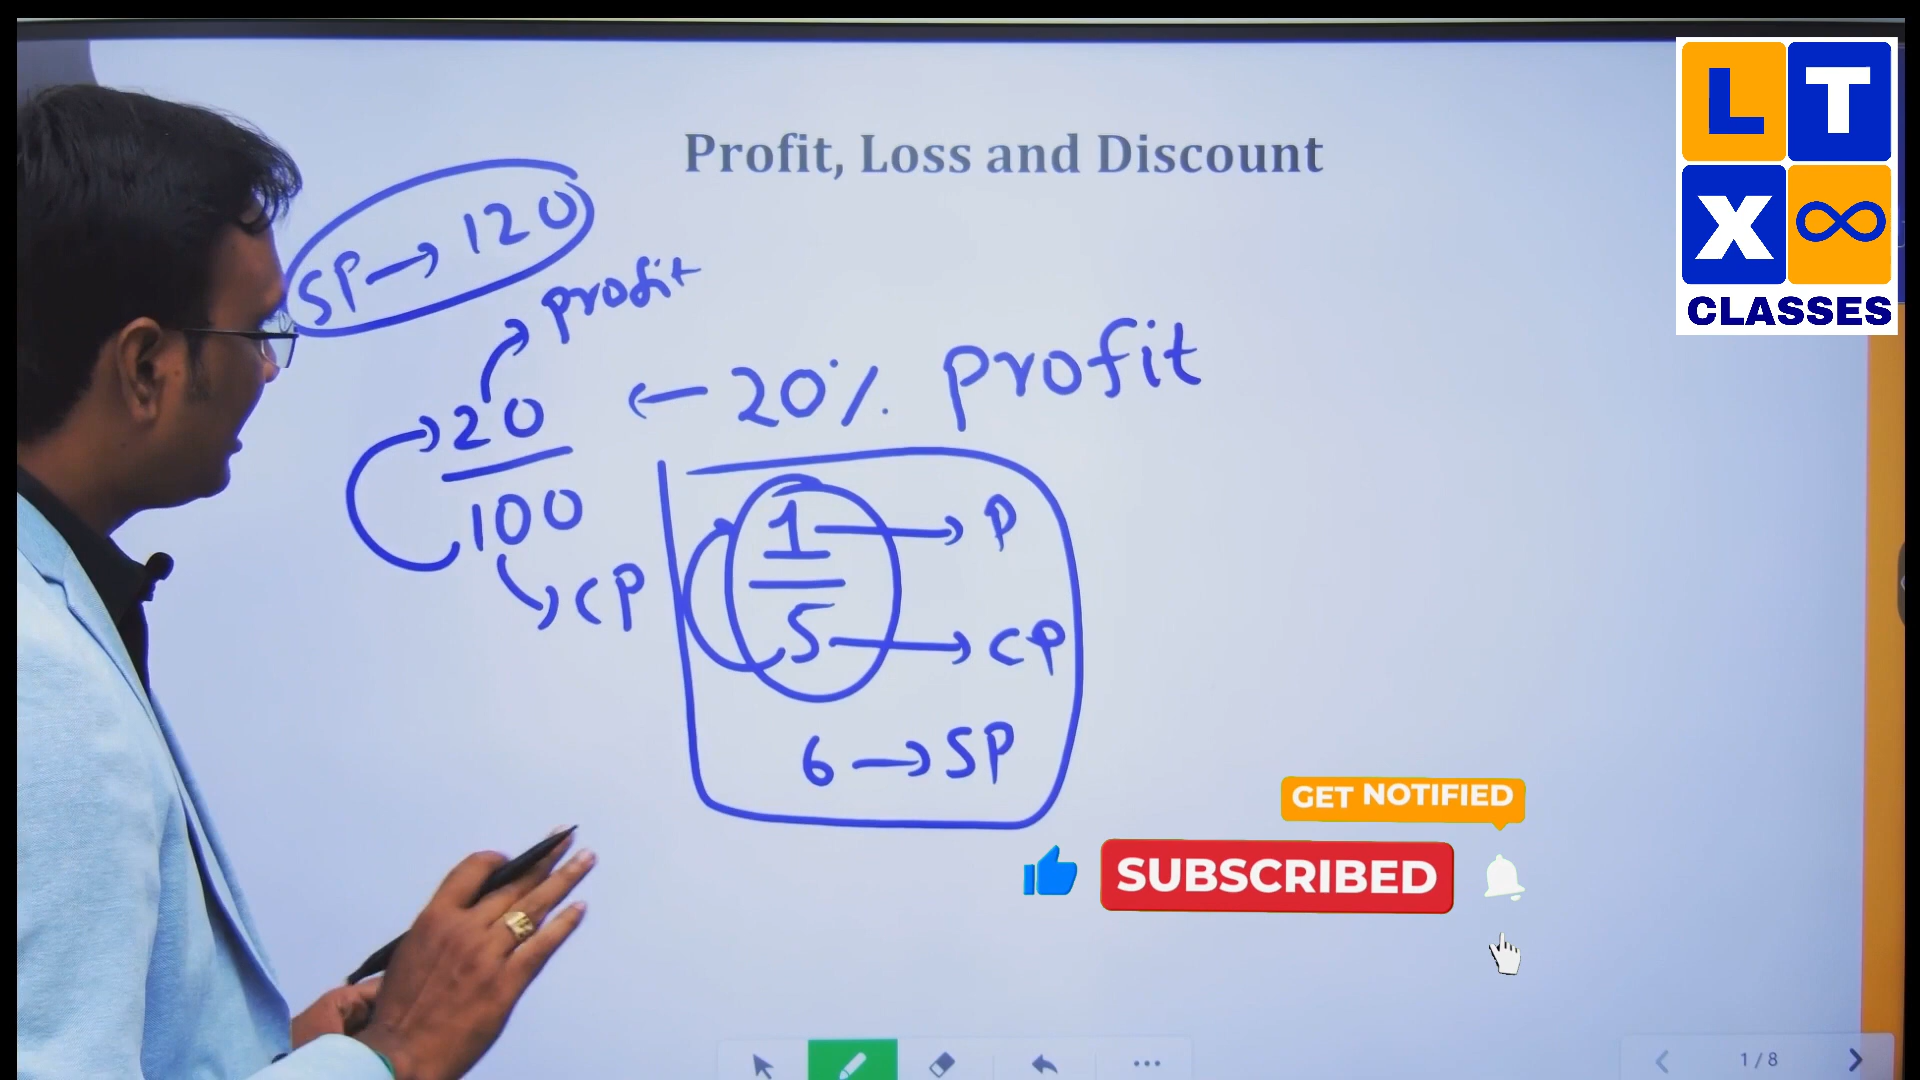 Profit, Loss and Discount
L T
X ∞
CLASSES
SP → 120
profit
20 ← 20% profit
100
CP
1 → P
5 → CP
6 → SP
GET NOTIFIED
SUBSCRIBED
1 / 8